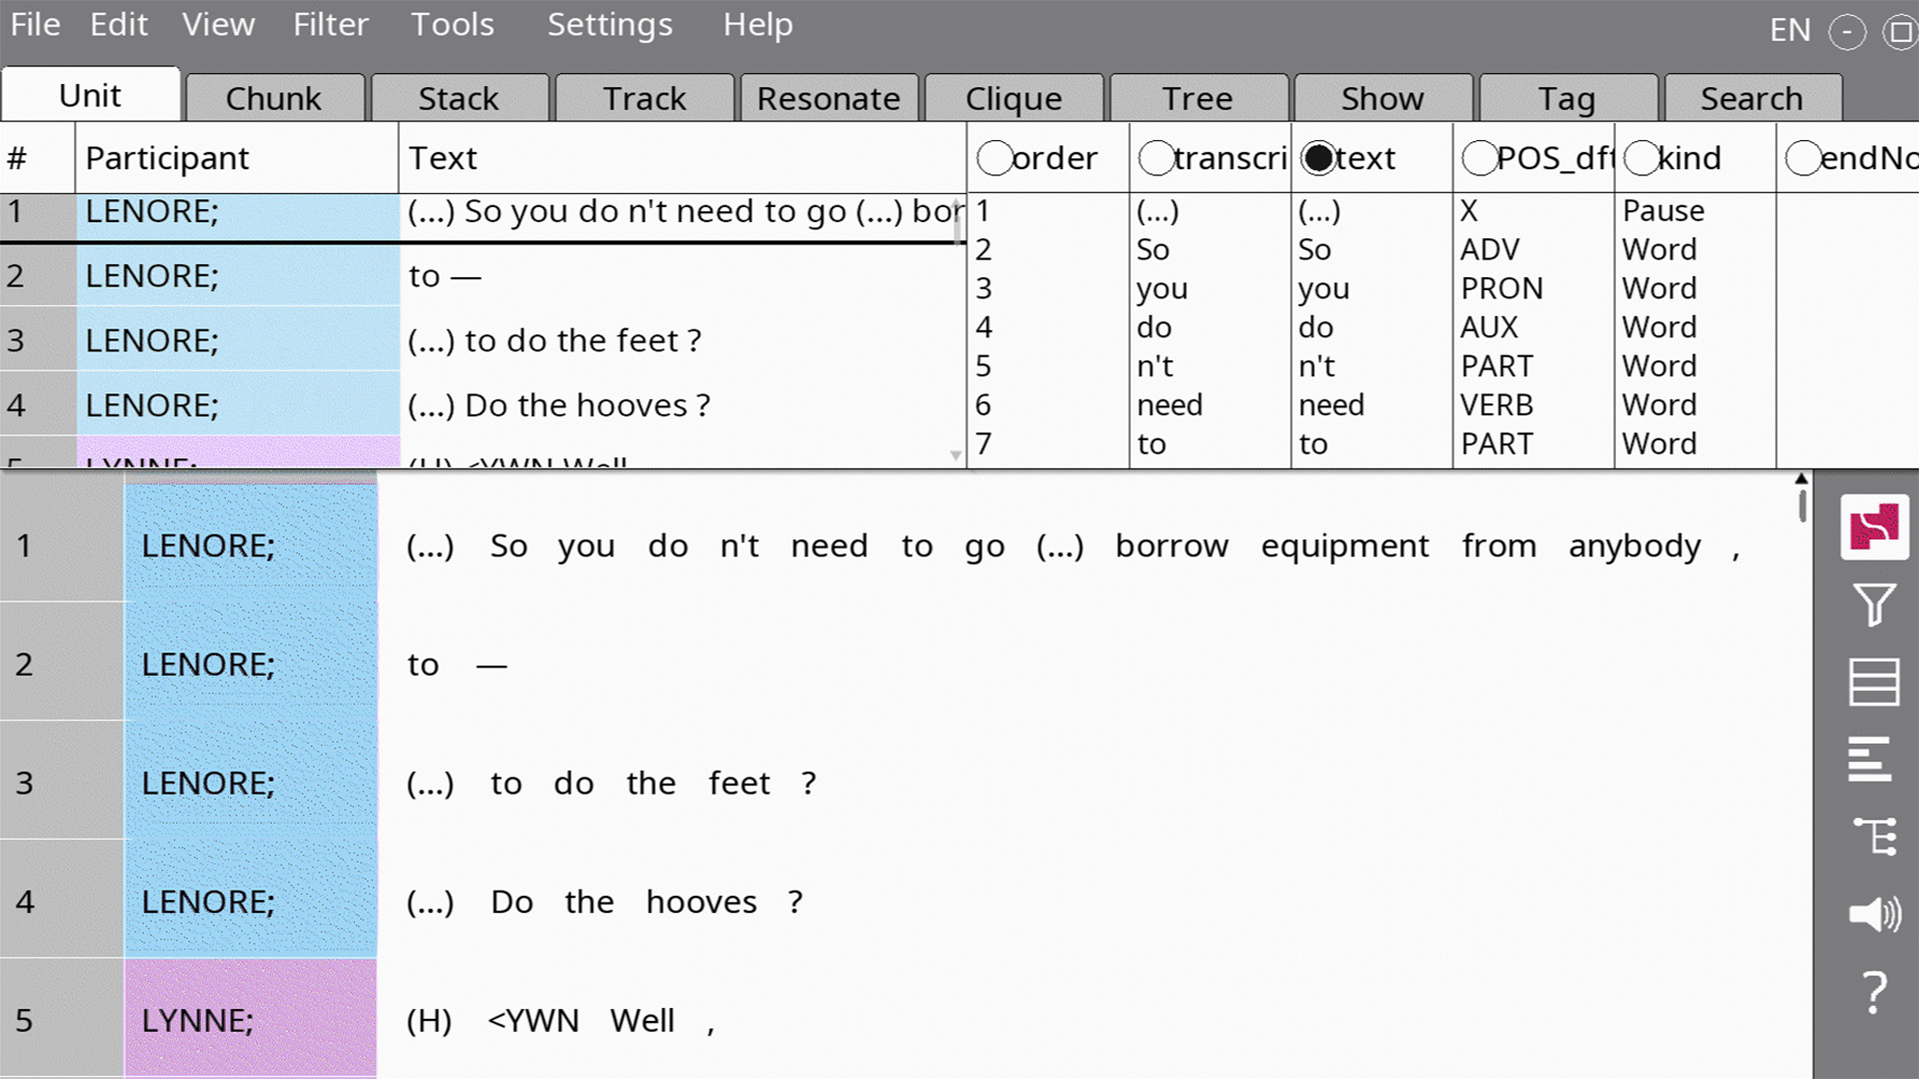 File Edit View Filter Tools Settings Help EN
Unit Chunk Stack Track Resonate Clique Tree Show Tag Search
# Participant Text order transcri text POS_dft kind endNo
1 LENORE; (...) So you do n't need to go (...) bor
2 LENORE; to —
3 LENORE; (...) to do the feet ?
4 LENORE; (...) Do the hooves ?
5 LYNNE; (H) <YWN Well
1 (...) (...) X Pause
2 So So ADV Word
3 you you PRON Word
4 do do AUX Word
5 n't n't PART Word
6 need need VERB Word
7 to to PART Word
1 LENORE; (...) So you do n't need to go (...) borrow equipment from anybody ,
2 LENORE; to —
3 LENORE; (...) to do the feet ?
4 LENORE; (...) Do the hooves ?
5 LYNNE; (H) <YWN Well ,